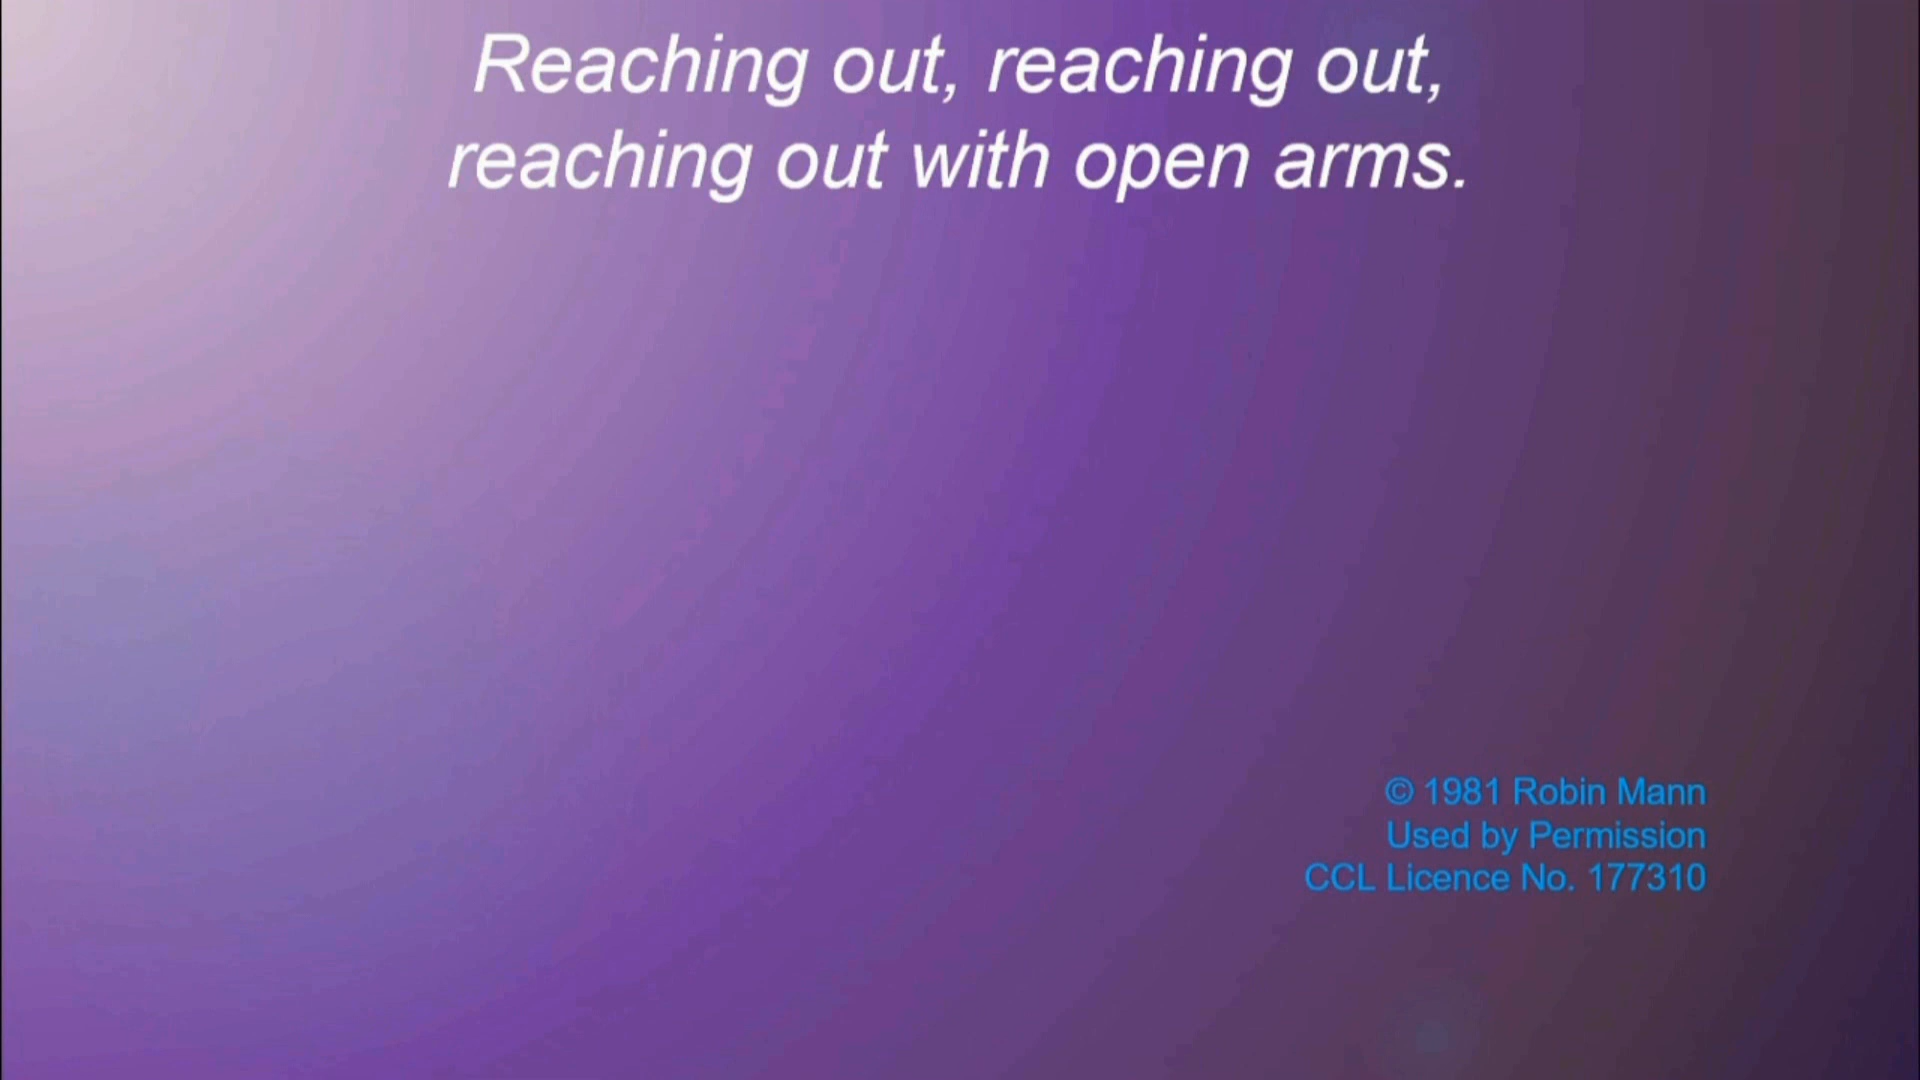 Reaching out, reaching out,
reaching out with open arms.
© 1981 Robin Mann
Used by Permission
CCL Licence No. 177310